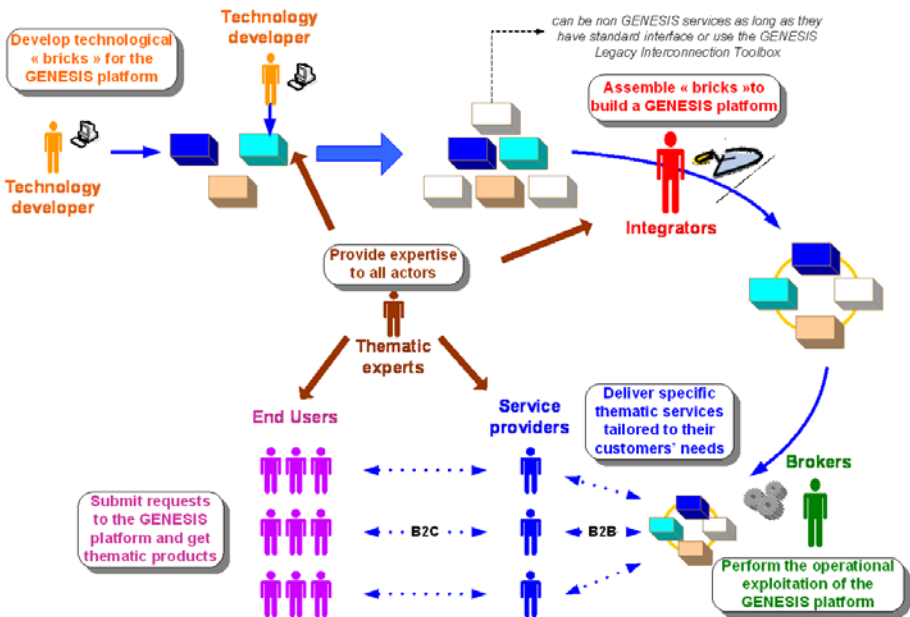 Develop technological
« bricks » for the
GENESIS platform
Technology
developer
can be non GENESIS services as long as they
have standard interface or use the GENESIS
Legacy Interconnection Toolbox
Assemble « bricks »to
build a GENESIS platform
Technology
developer
Integrators
Provide expertise
to all actors
Thematic
experts
End Users
Service
providers
Deliver specific
thematic services
tailored to their
customers' needs
Brokers
Submit requests
to the GENESIS
platform and get
thematic products
B2C
B2B
Perform the operational
exploitation of the
GENESIS platform